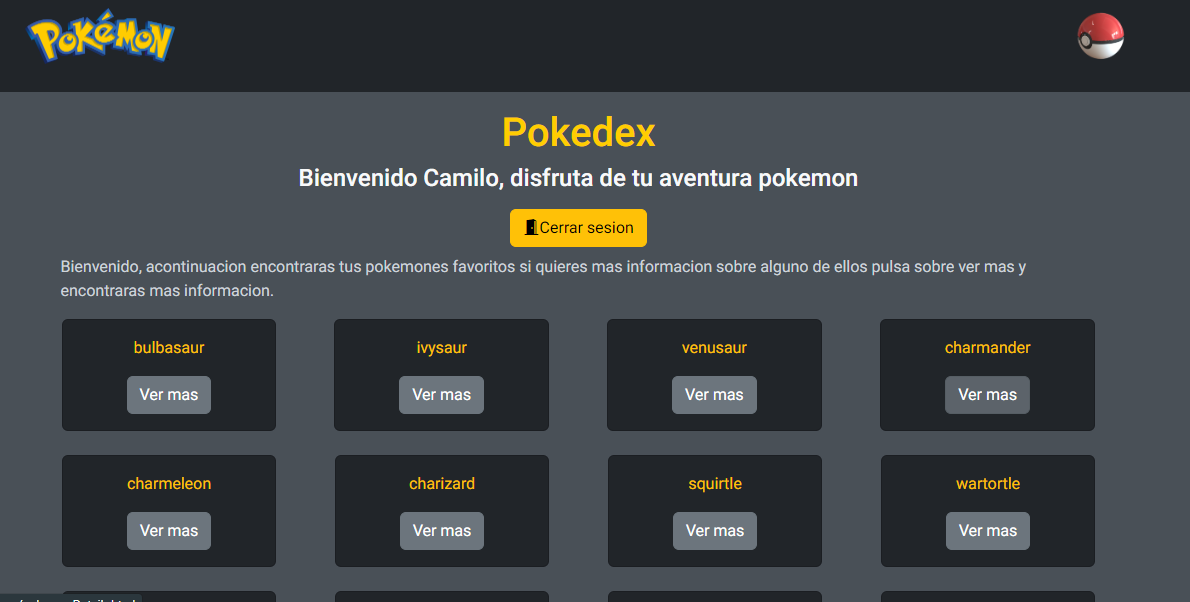 POKéMON
Pokedex
Bienvenido Camilo, disfruta de tu aventura pokemon
Cerrar sesion
Bienvenido, acontinuacion encontraras tus pokemones favoritos si quieres mas informacion sobre alguno de ellos pulsa sobre ver mas y
encontraras mas informacion.
bulbasaur
ivysaur
venusaur
charmander
Ver mas
Ver mas
Ver mas
Ver mas
charmeleon
charizard
squirtle
wartortle
Ver mas
Ver mas
Ver mas
Ver mas